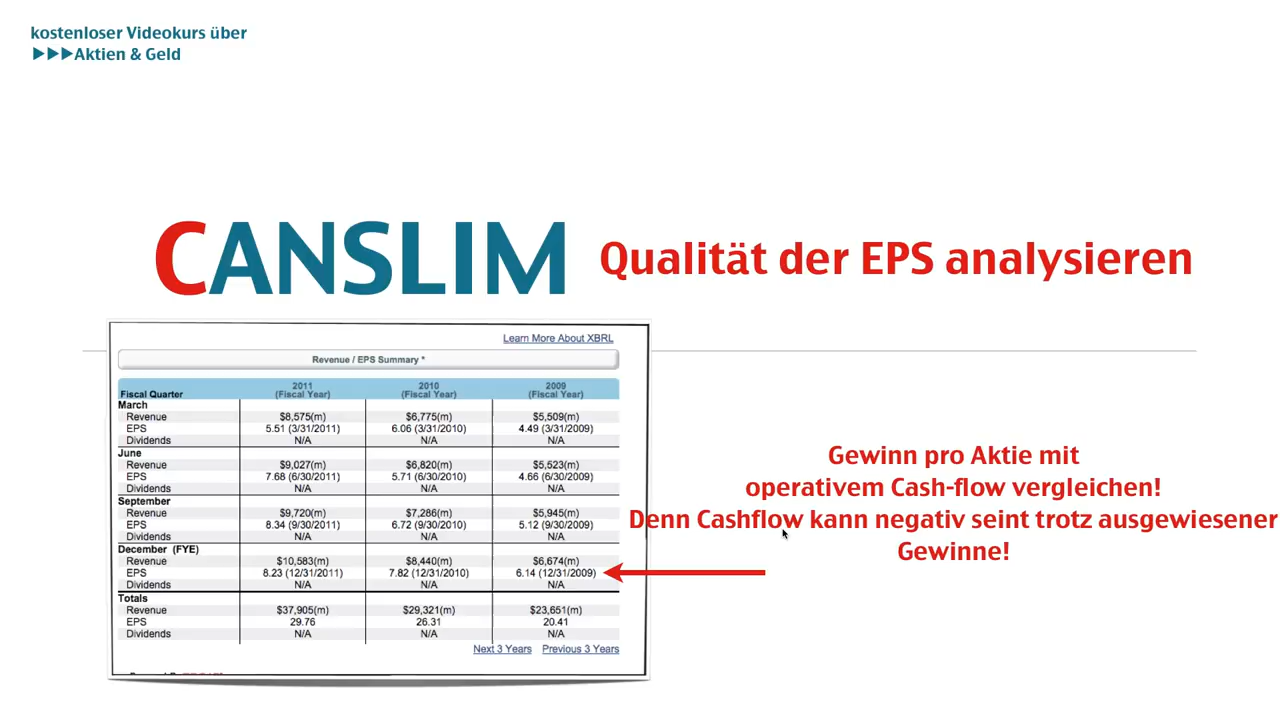 kostenloser Videokurs über
▶▶▶Aktien & Geld
CANSLIM Qualität der EPS analysieren
Learn More About XBRL
Revenue / EPS Summary *
Fiscal Quarter 2011 (Fiscal Year) 2010 (Fiscal Year) 2009 (Fiscal Year)
March
Revenue $8,575(m) $6,775(m) $5,509(m)
EPS 5.51 (3/31/2011) 6.06 (3/31/2010) 4.49 (3/31/2009)
Dividends N/A N/A N/A
June
Revenue $9,027(m) $6,820(m) $5,523(m)
EPS 7.68 (6/30/2011) 5.71 (6/30/2010) 4.66 (6/30/2009)
Dividends N/A N/A N/A
September
Revenue $9,720(m) $7,286(m) $5,945(m)
EPS 8.34 (9/30/2011) 6.72 (9/30/2010) 5.12 (9/30/2009)
Dividends N/A N/A N/A
December (FYE)
Revenue $10,583(m) $8,440(m) $6,674(m)
EPS 8.23 (12/31/2011) 7.82 (12/31/2010) 6.14 (12/31/2009)
Dividends N/A N/A N/A
Totals
Revenue $37,905(m) $29,321(m) $23,651(m)
EPS 29.76 26.31 20.41
Dividends N/A N/A N/A
Next 3 Years Previous 3 Years
Gewinn pro Aktie mit
operativem Cash-flow vergleichen!
Denn Cashflow kann negativ seint trotz ausgewiesener
Gewinne!